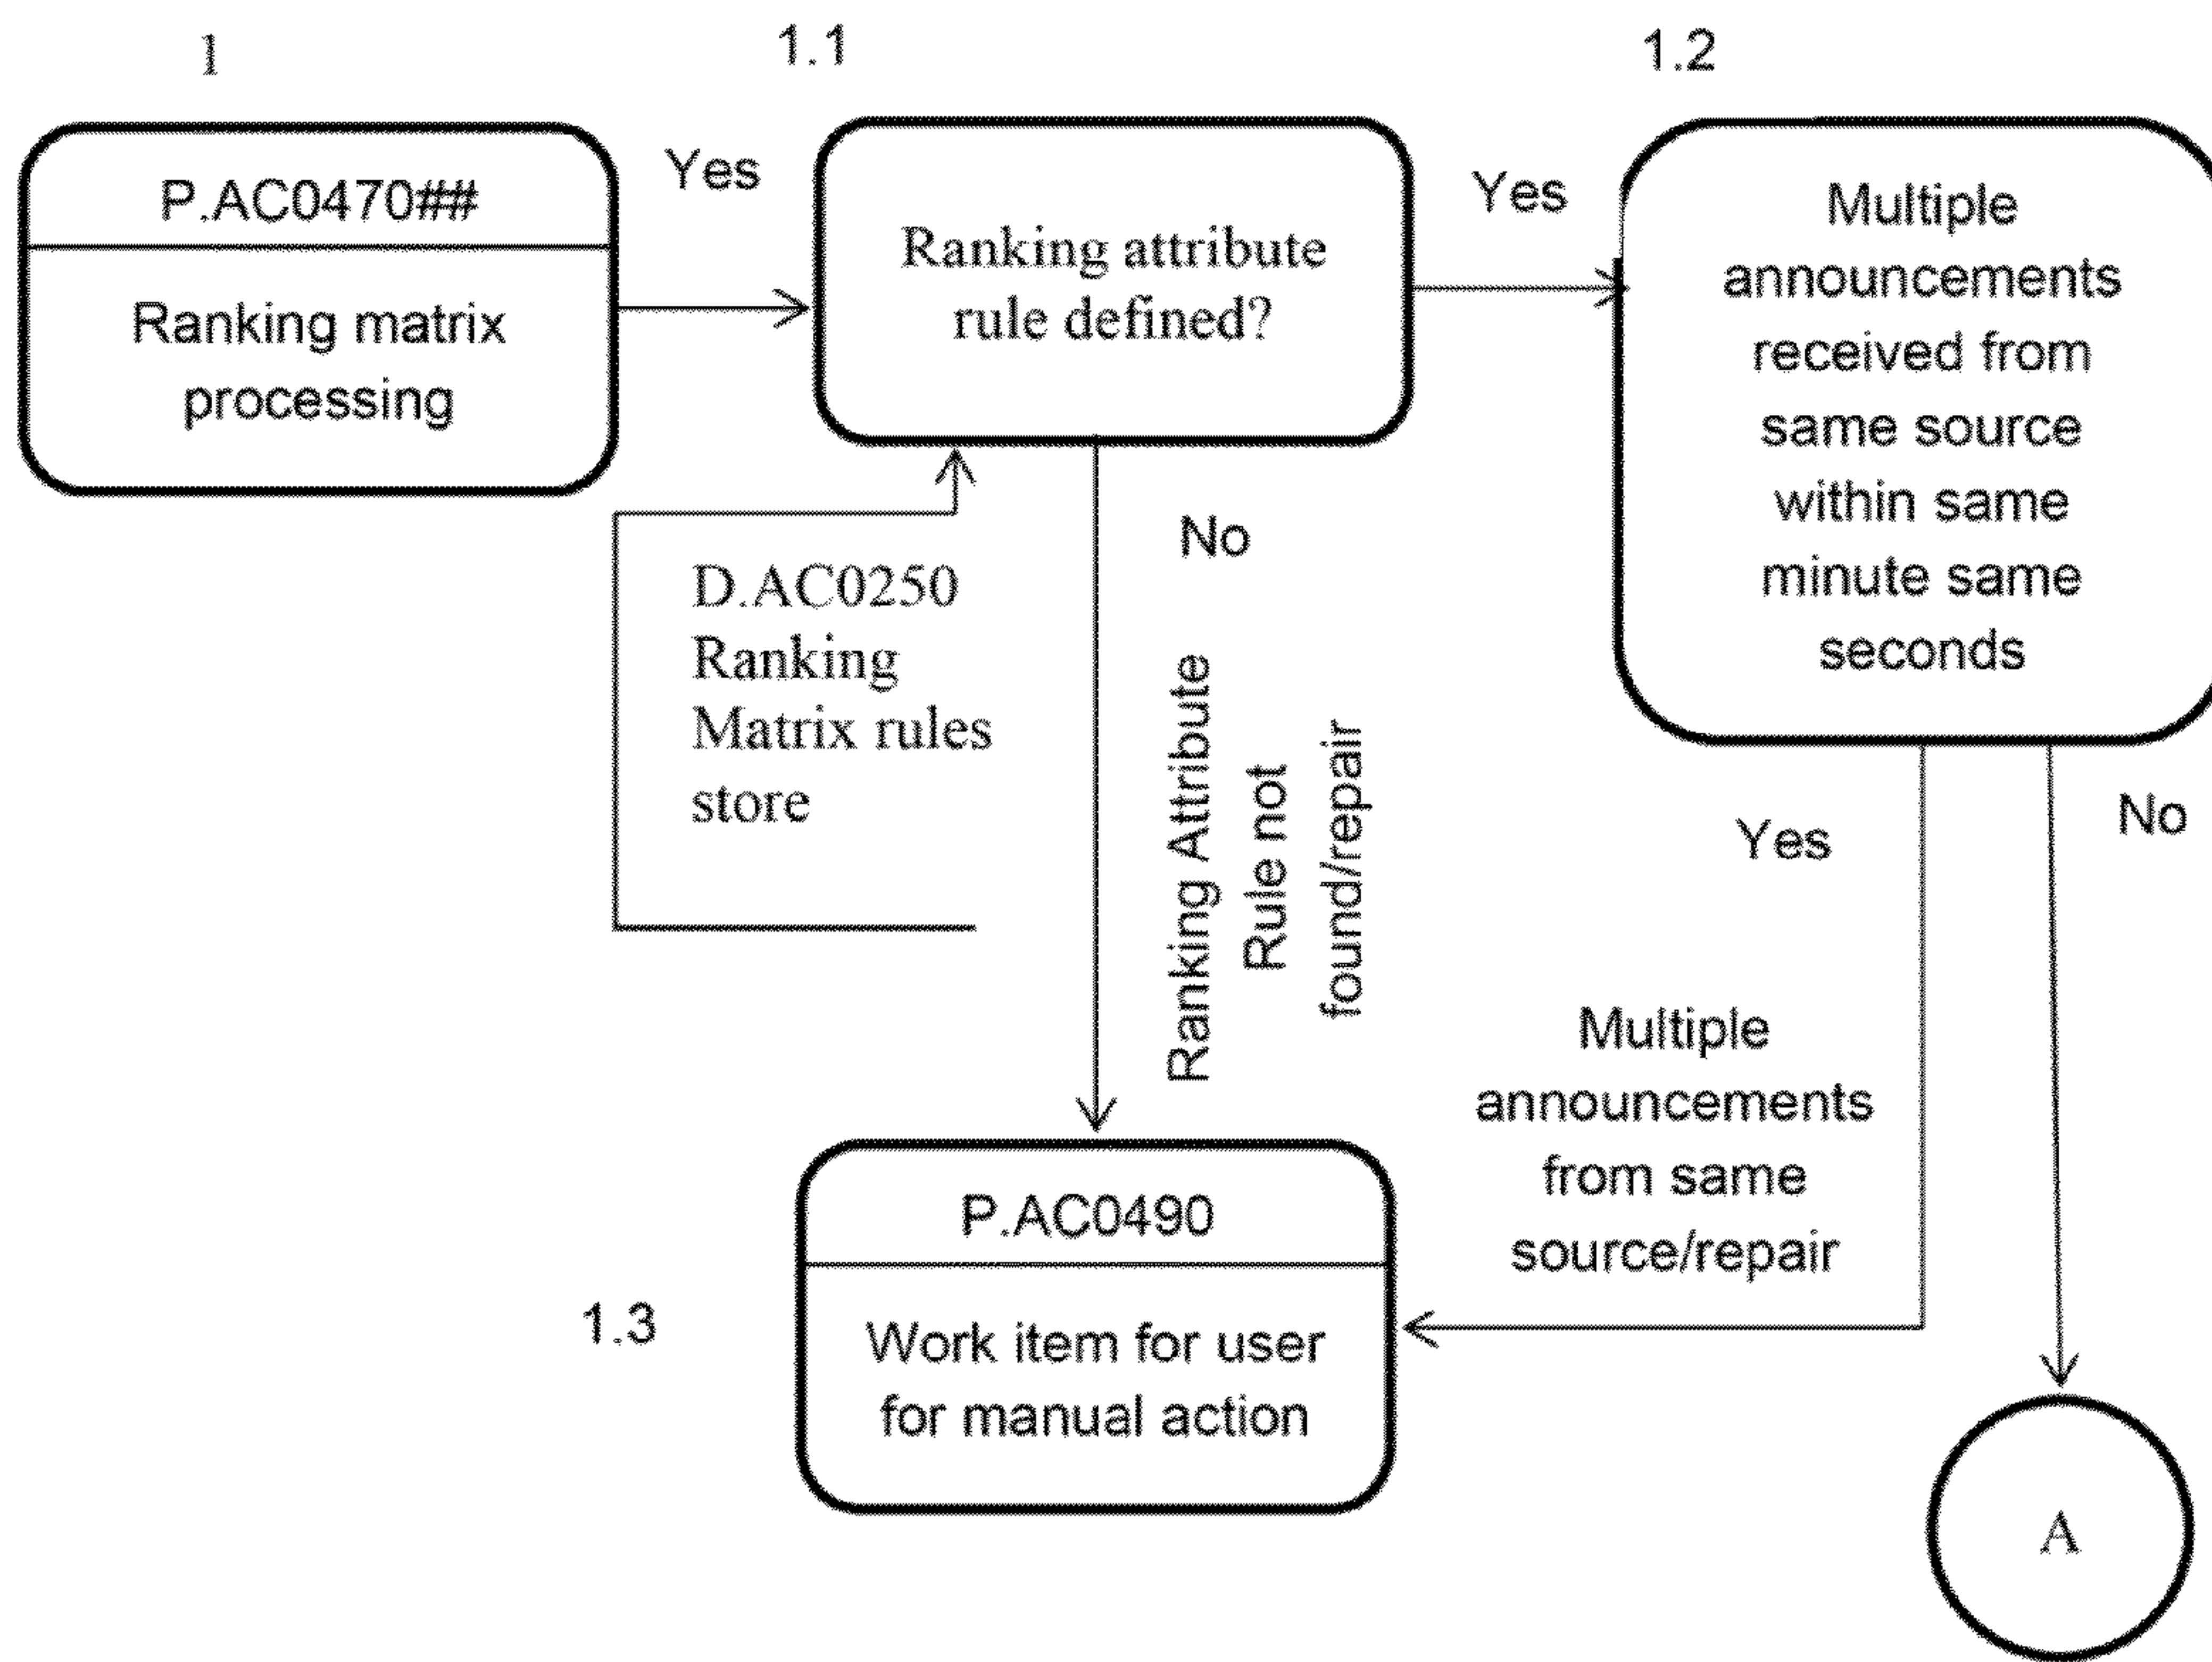 1
1.1
1.2
P.AC0470##
Ranking matrix
processing
Yes
Ranking attribute
rule defined?
Yes
Multiple
announcements
received from
same source
within same
minute same
seconds
D.AC0250
Ranking
Matrix rules
store
No
Ranking Attribute
Rule not
found/repair
Yes
No
Multiple
announcements
from same
source/repair
1.3
P.AC0490
Work item for user
for manual action
A